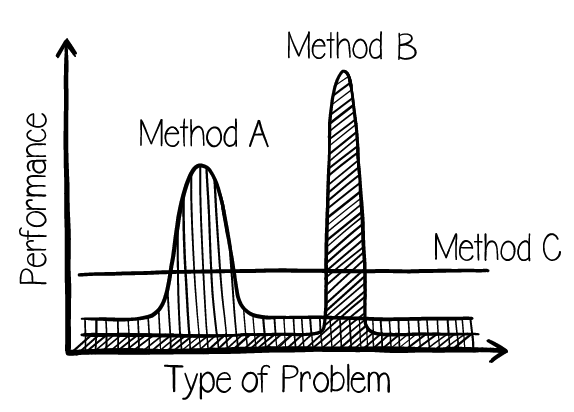 Method B
Method A
Performance
Method C
Type of Problem